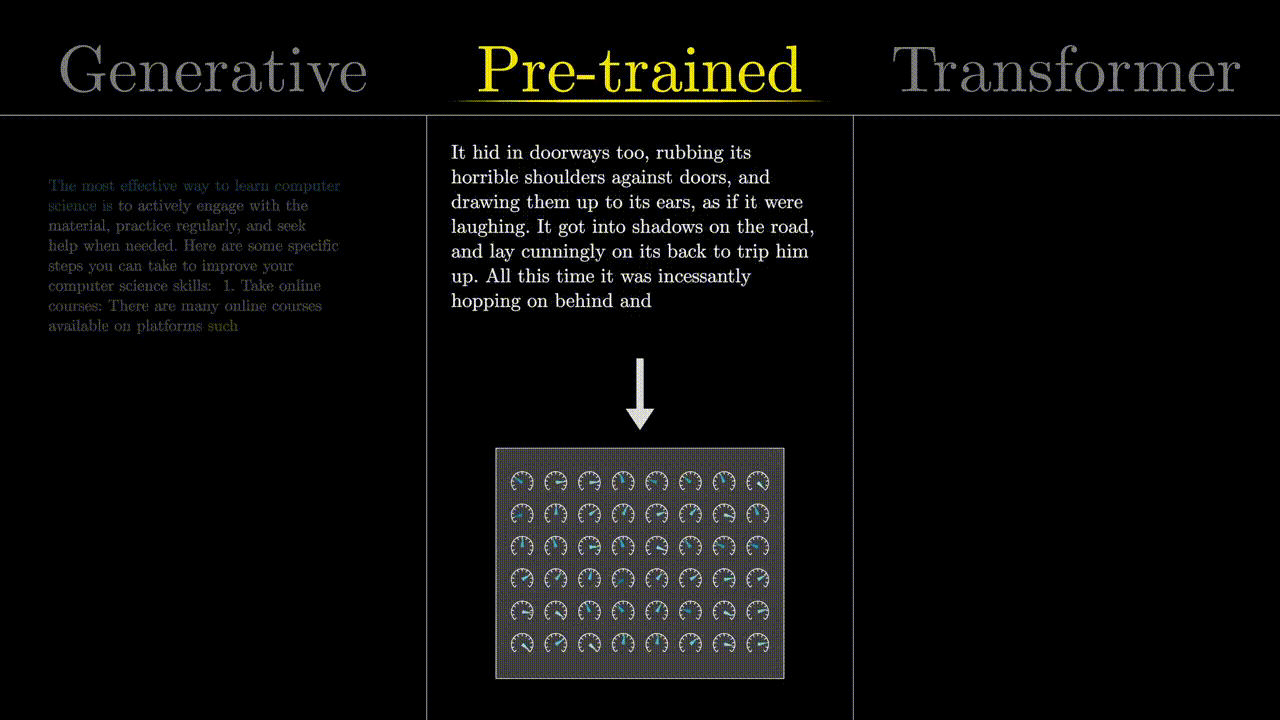 Generative
Pre-trained
Transformer
The most effective way to learn computer
science is to actively engage with the
material, practice regularly, and seek
help when needed. Here are some specific
steps you can take to improve your
computer science skills:  1. Take online
courses: There are many online courses
available on platforms such
It hid in doorways too, rubbing its
horrible shoulders against doors, and
drawing them up to its ears, as if it were
laughing. It got into shadows on the road,
and lay cunningly on its back to trip him
up. All this time it was incessantly
hopping on behind and